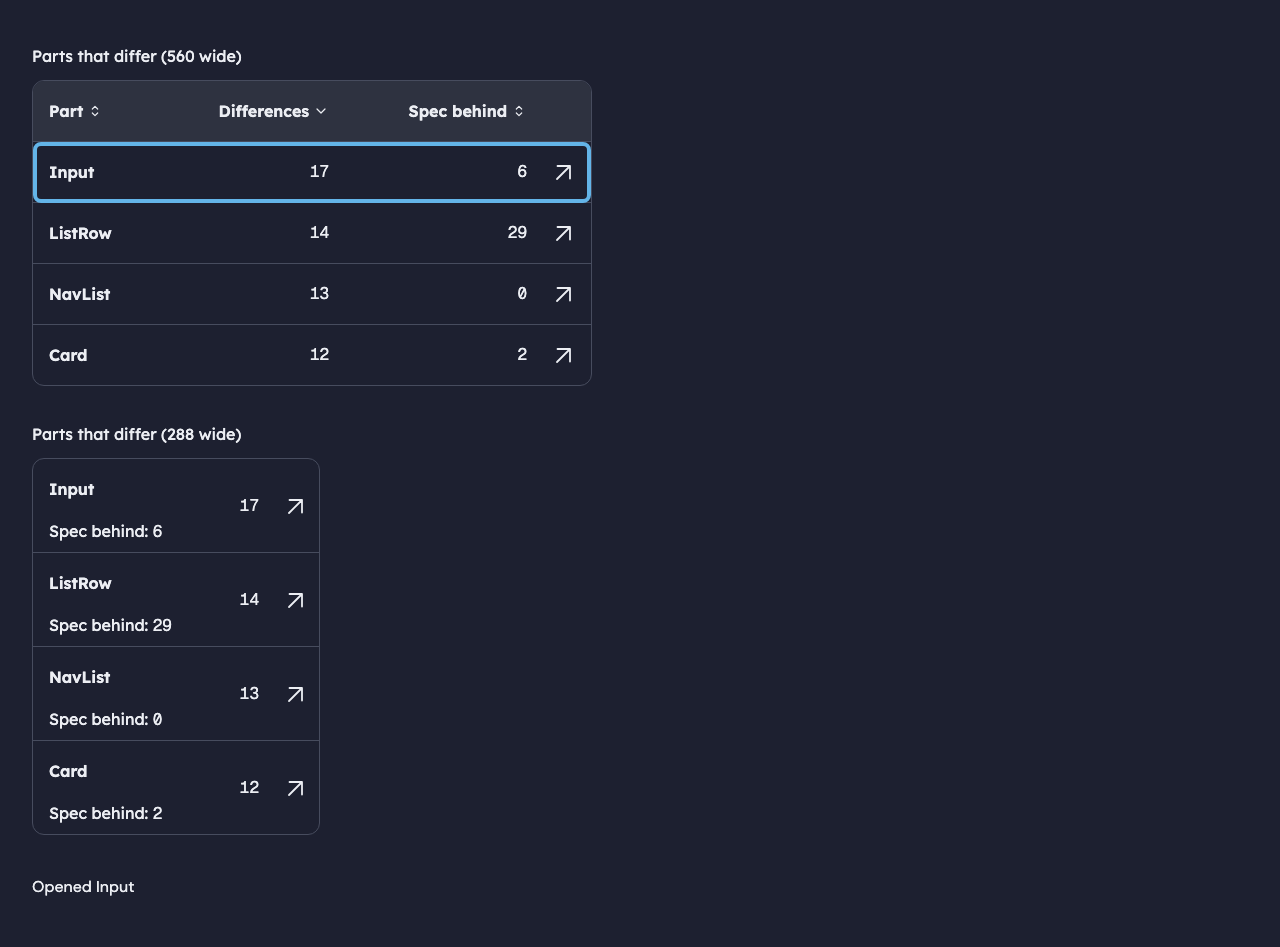 Parts that differ (560 wide)
Part Differences Spec behind
Input 17 6
ListRow 14 29
NavList 13 0
Card 12 2
Parts that differ (288 wide)
Input
17
Spec behind: 6
ListRow
14
Spec behind: 29
NavList
13
Spec behind: 0
Card
12
Spec behind: 2
Opened Input